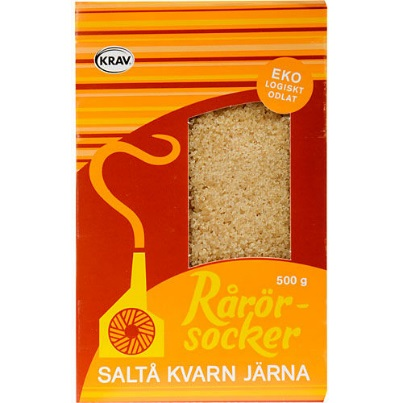 KRAV
EKO
LOGISKT
ODLAT
500 g
Rårör-
socker
SALTÅ KVARN JÄRNA